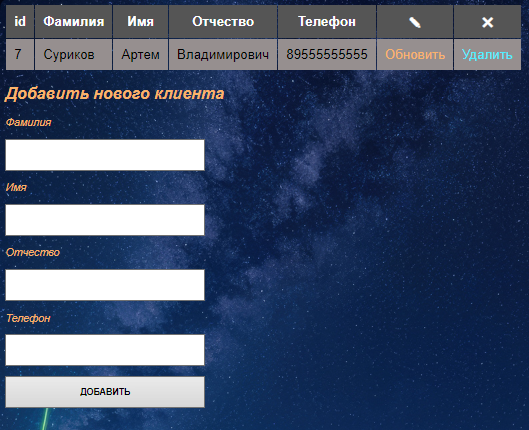 id Фамилия Имя Отчество Телефон
7 Суриков Артем Владимирович 89555555555 Обновить Удалить
Добавить нового клиента
Фамилия
Имя
Отчество
Телефон
ДОБАВИТЬ